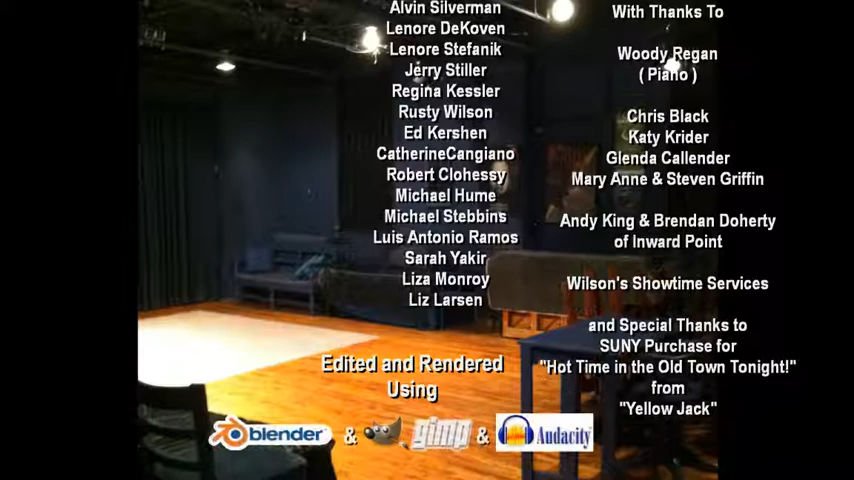 Alvin Silverman
Lenore DeKoven
Lenore Stefanik
Jerry Stiller
Regina Kessler
Rusty Wilson
Ed Kershen
CatherineCangiano
Robert Clohessy
Michael Hume
Michael Stebbins
Luis Antonio Ramos
Sarah Yakir
Liza Monroy
Liz Larsen
Edited and Rendered
Using
blender & gimp & Audacity
With Thanks To
Woody Regan
( Piano )
Chris Black
Katy Krider
Glenda Callender
Mary Anne & Steven Griffin
Andy King & Brendan Doherty
of Inward Point
Wilson's Showtime Services
and Special Thanks to
SUNY Purchase for
"Hot Time in the Old Town Tonight!"
from
"Yellow Jack"